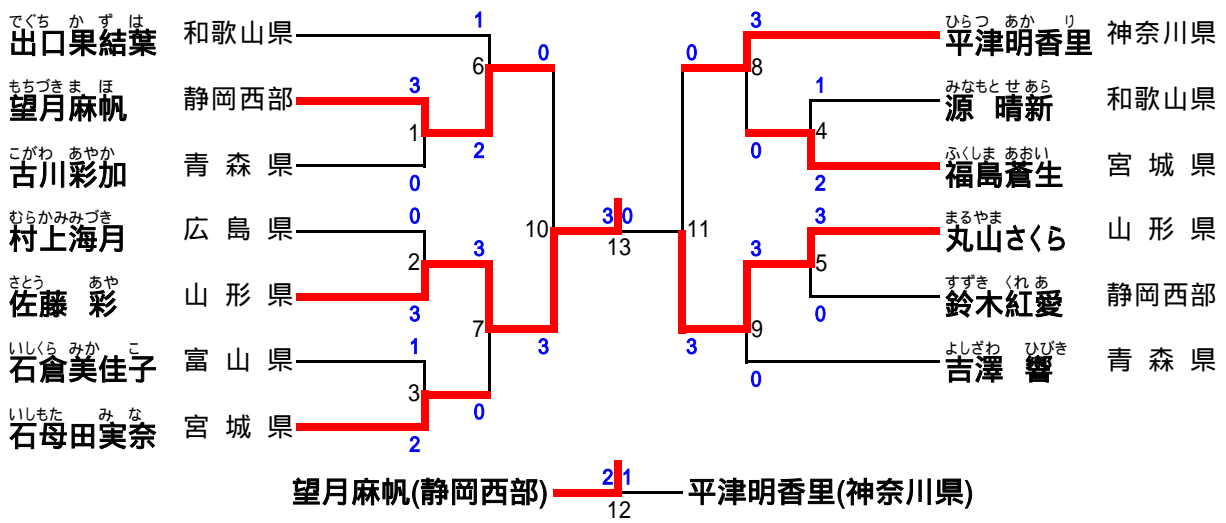 でぐち か ず は
出口果結葉 和歌山県
1
6
0
もちづき ま ほ
望月麻帆 静岡西部
3
1
2
こがわ あやか
古川彩加 青森県
0
むらかみみづき
村上海月 広島県
0
2
3
10
さとう あや
佐藤 彩 山形県
3
7
3
いしくら みか こ
石倉美佳子 富山県
1
3
0
いしもた み な
石母田実奈 宮城県
2
3 0
13
3
ひらつ あか り
平津明香里 神奈川県
0
8
みなもと せ あら
源 晴新 和歌山県
1
4
0
ふくしま あおい
福島蒼生 宮城県
2
11
まるやま
丸山さくら 山形県
3
3
5
すずき くれ あ
鈴木紅愛 静岡西部
0
9
3
よしざわ ひびき
吉澤 響 青森県
0
望月麻帆(静岡西部) 2 1 平津明香里(神奈川県)
12